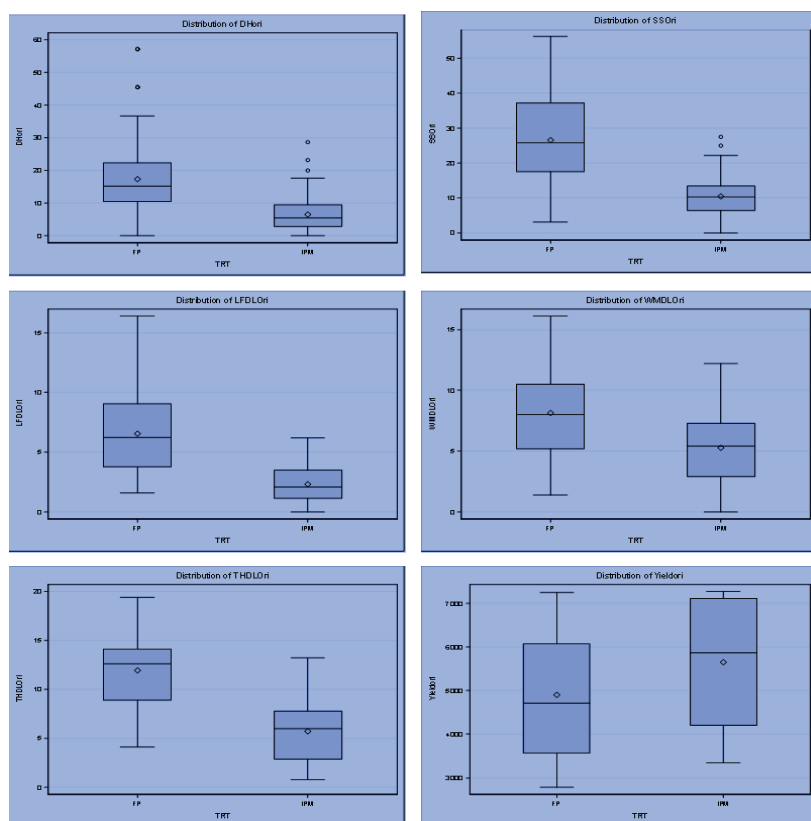 Distribution of DHori
60
50
40
30
20
10
0
DHori
FP
IPM
TRT
Distribution of SSOri
50
40
30
20
10
0
SSOri
FP
IPM
TRT
Distribution of LFDLOri
15
10
5
0
LFDLOri
FP
IPM
TRT
Distribution of WMDLOri
15
10
5
0
WMDLOri
FP
IPM
TRT
Distribution of THDLOri
20
15
10
5
0
THDLOri
FP
IPM
TRT
Distribution of Yieldori
7000
6000
5000
4000
3000
Yieldori
FP
IPM
TRT